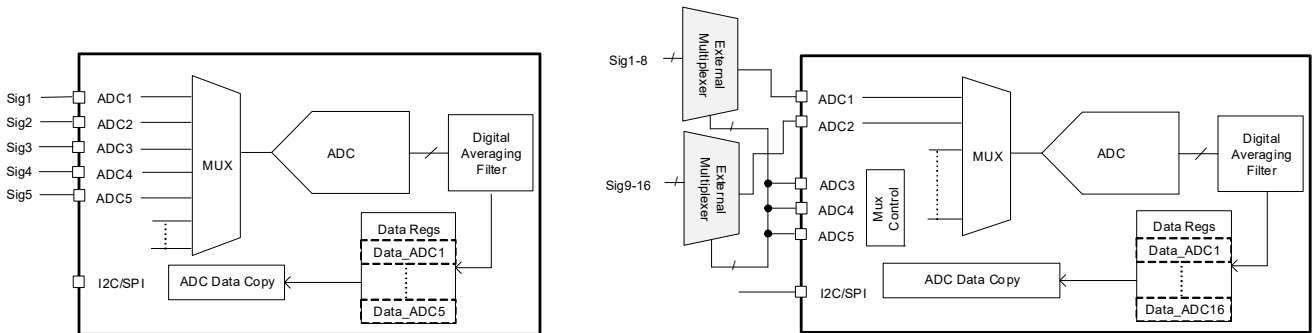 Sig1
ADC1
Sig2
ADC2
Sig3
ADC3
Sig4
ADC4
Sig5
ADC5
MUX
ADC
Digital
Averaging
Filter
Data Regs
Data_ADC1
Data_ADC5
ADC Data Copy
I2C/SPI
Sig1-8
External
Multiplexer
Sig9-16
External
Multiplexer
ADC1
ADC2
ADC3
ADC4
ADC5
Mux
Control
MUX
ADC
Digital
Averaging
Filter
Data Regs
Data_ADC1
Data_ADC16
ADC Data Copy
I2C/SPI